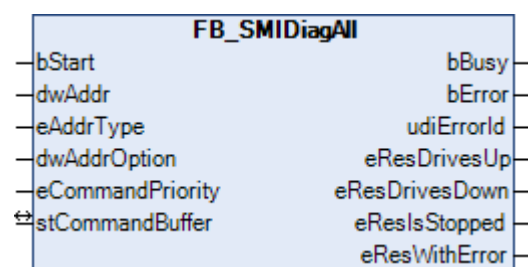 FB_SMIDiagAll
bStart bBusy
dwAddr bError
eAddrType udiErrorId
dwAddrOption eResDrivesUp
eCommandPriority eResDrivesDown
stCommandBuffer eResIsStopped
eResWithError